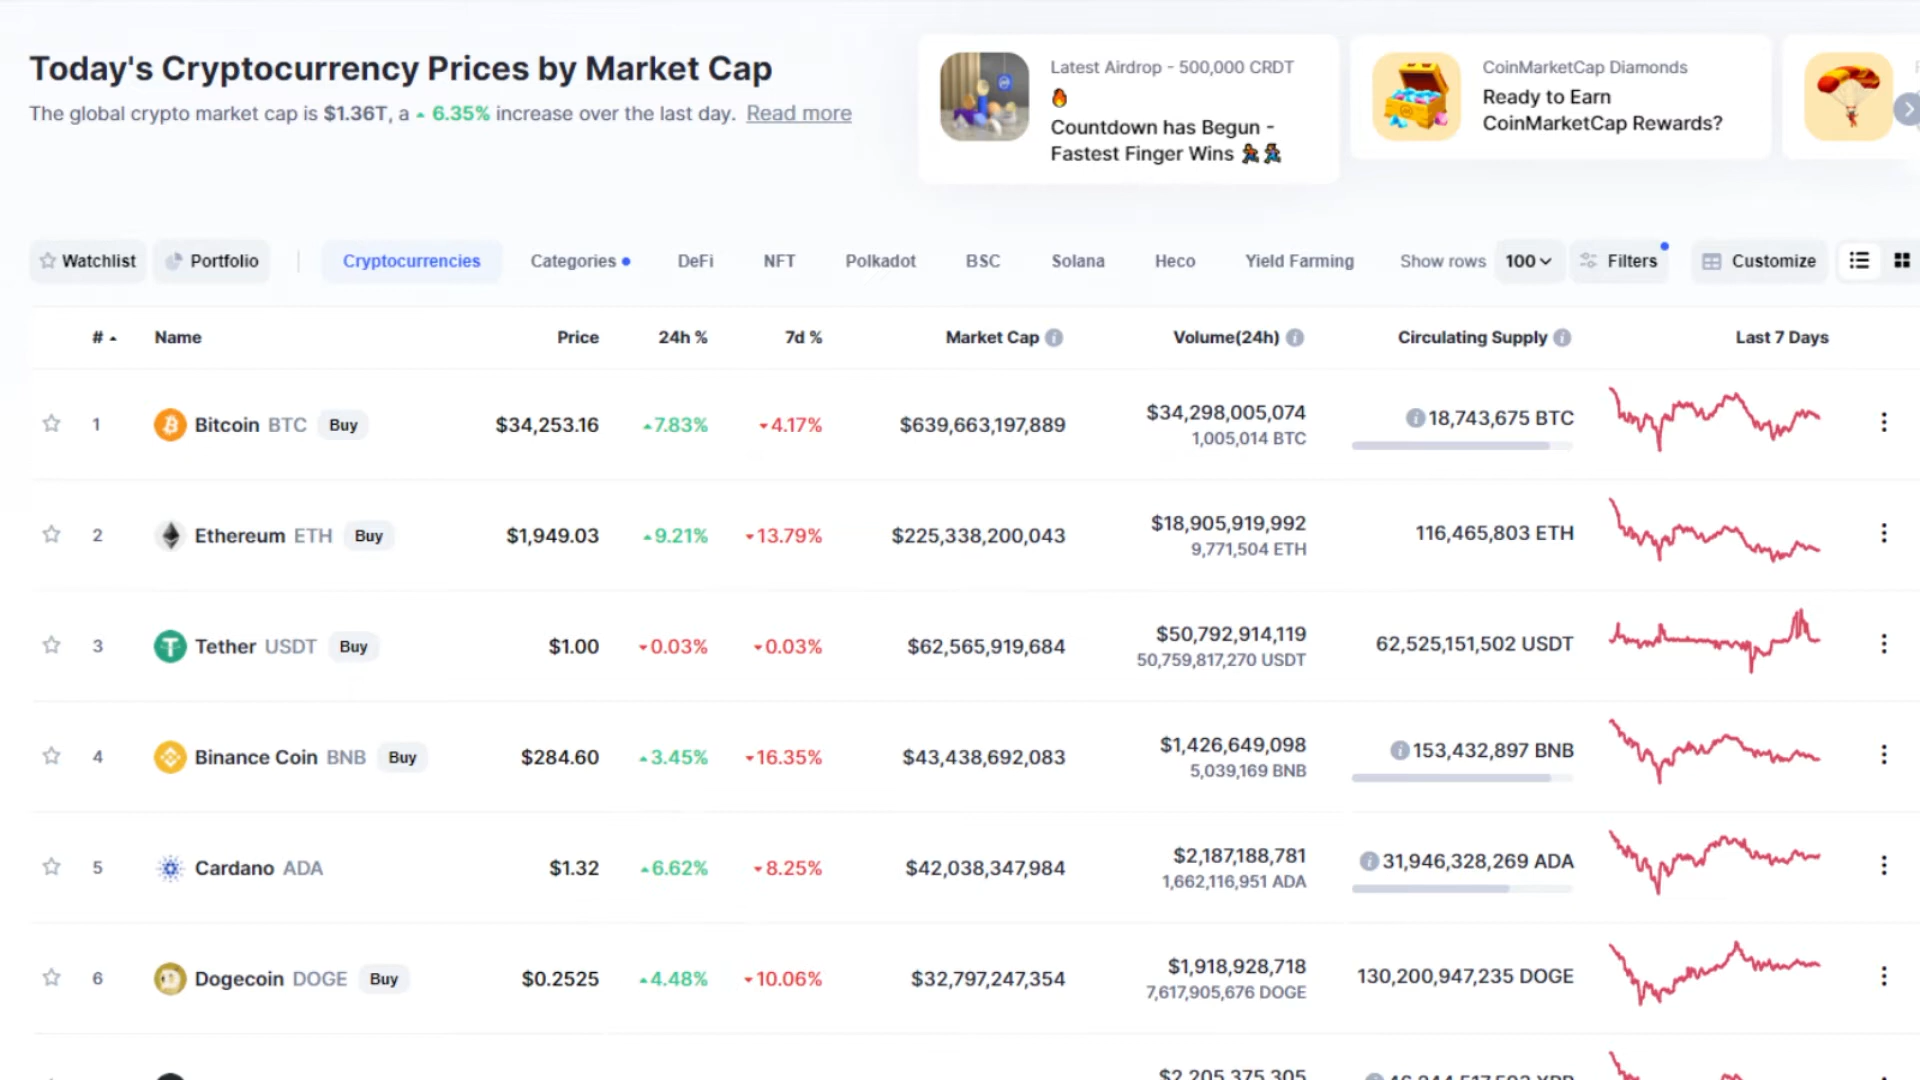 Today's Cryptocurrency Prices by Market Cap
The global crypto market cap is $1.36T, a 6.35% increase over the last day. Read more
Latest Airdrop - 500,000 CRDT
Countdown has Begun -
Fastest Finger Wins
CoinMarketCap Diamonds
Ready to Earn
CoinMarketCap Rewards?
Watchlist Portfolio Cryptocurrencies Categories DeFi NFT Polkadot BSC Solana Heco Yield Farming Show rows 100 Filters Customize
# Name Price 24h % 7d % Market Cap Volume(24h) Circulating Supply Last 7 Days
1 Bitcoin BTC Buy $34,253.16 7.83% 4.17% $639,663,197,889 $34,298,005,074 18,743,675 BTC
1,005,014 BTC
2 Ethereum ETH Buy $1,949.03 9.21% 13.79% $225,338,200,043 $18,905,919,992 116,465,803 ETH
9,771,504 ETH
3 Tether USDT Buy $1.00 0.03% 0.03% $62,565,919,684 $50,792,914,119 62,525,151,502 USDT
50,759,817,270 USDT
4 Binance Coin BNB Buy $284.60 3.45% 16.35% $43,438,692,083 $1,426,649,098 153,432,897 BNB
5,039,169 BNB
5 Cardano ADA $1.32 6.62% 8.25% $42,038,347,984 $2,187,188,781 31,946,328,269 ADA
1,662,116,951 ADA
6 Dogecoin DOGE Buy $0.2525 4.48% 10.06% $32,797,247,354 $1,918,928,718 130,200,947,235 DOGE
7,617,905,676 DOGE
$2,205,375,305